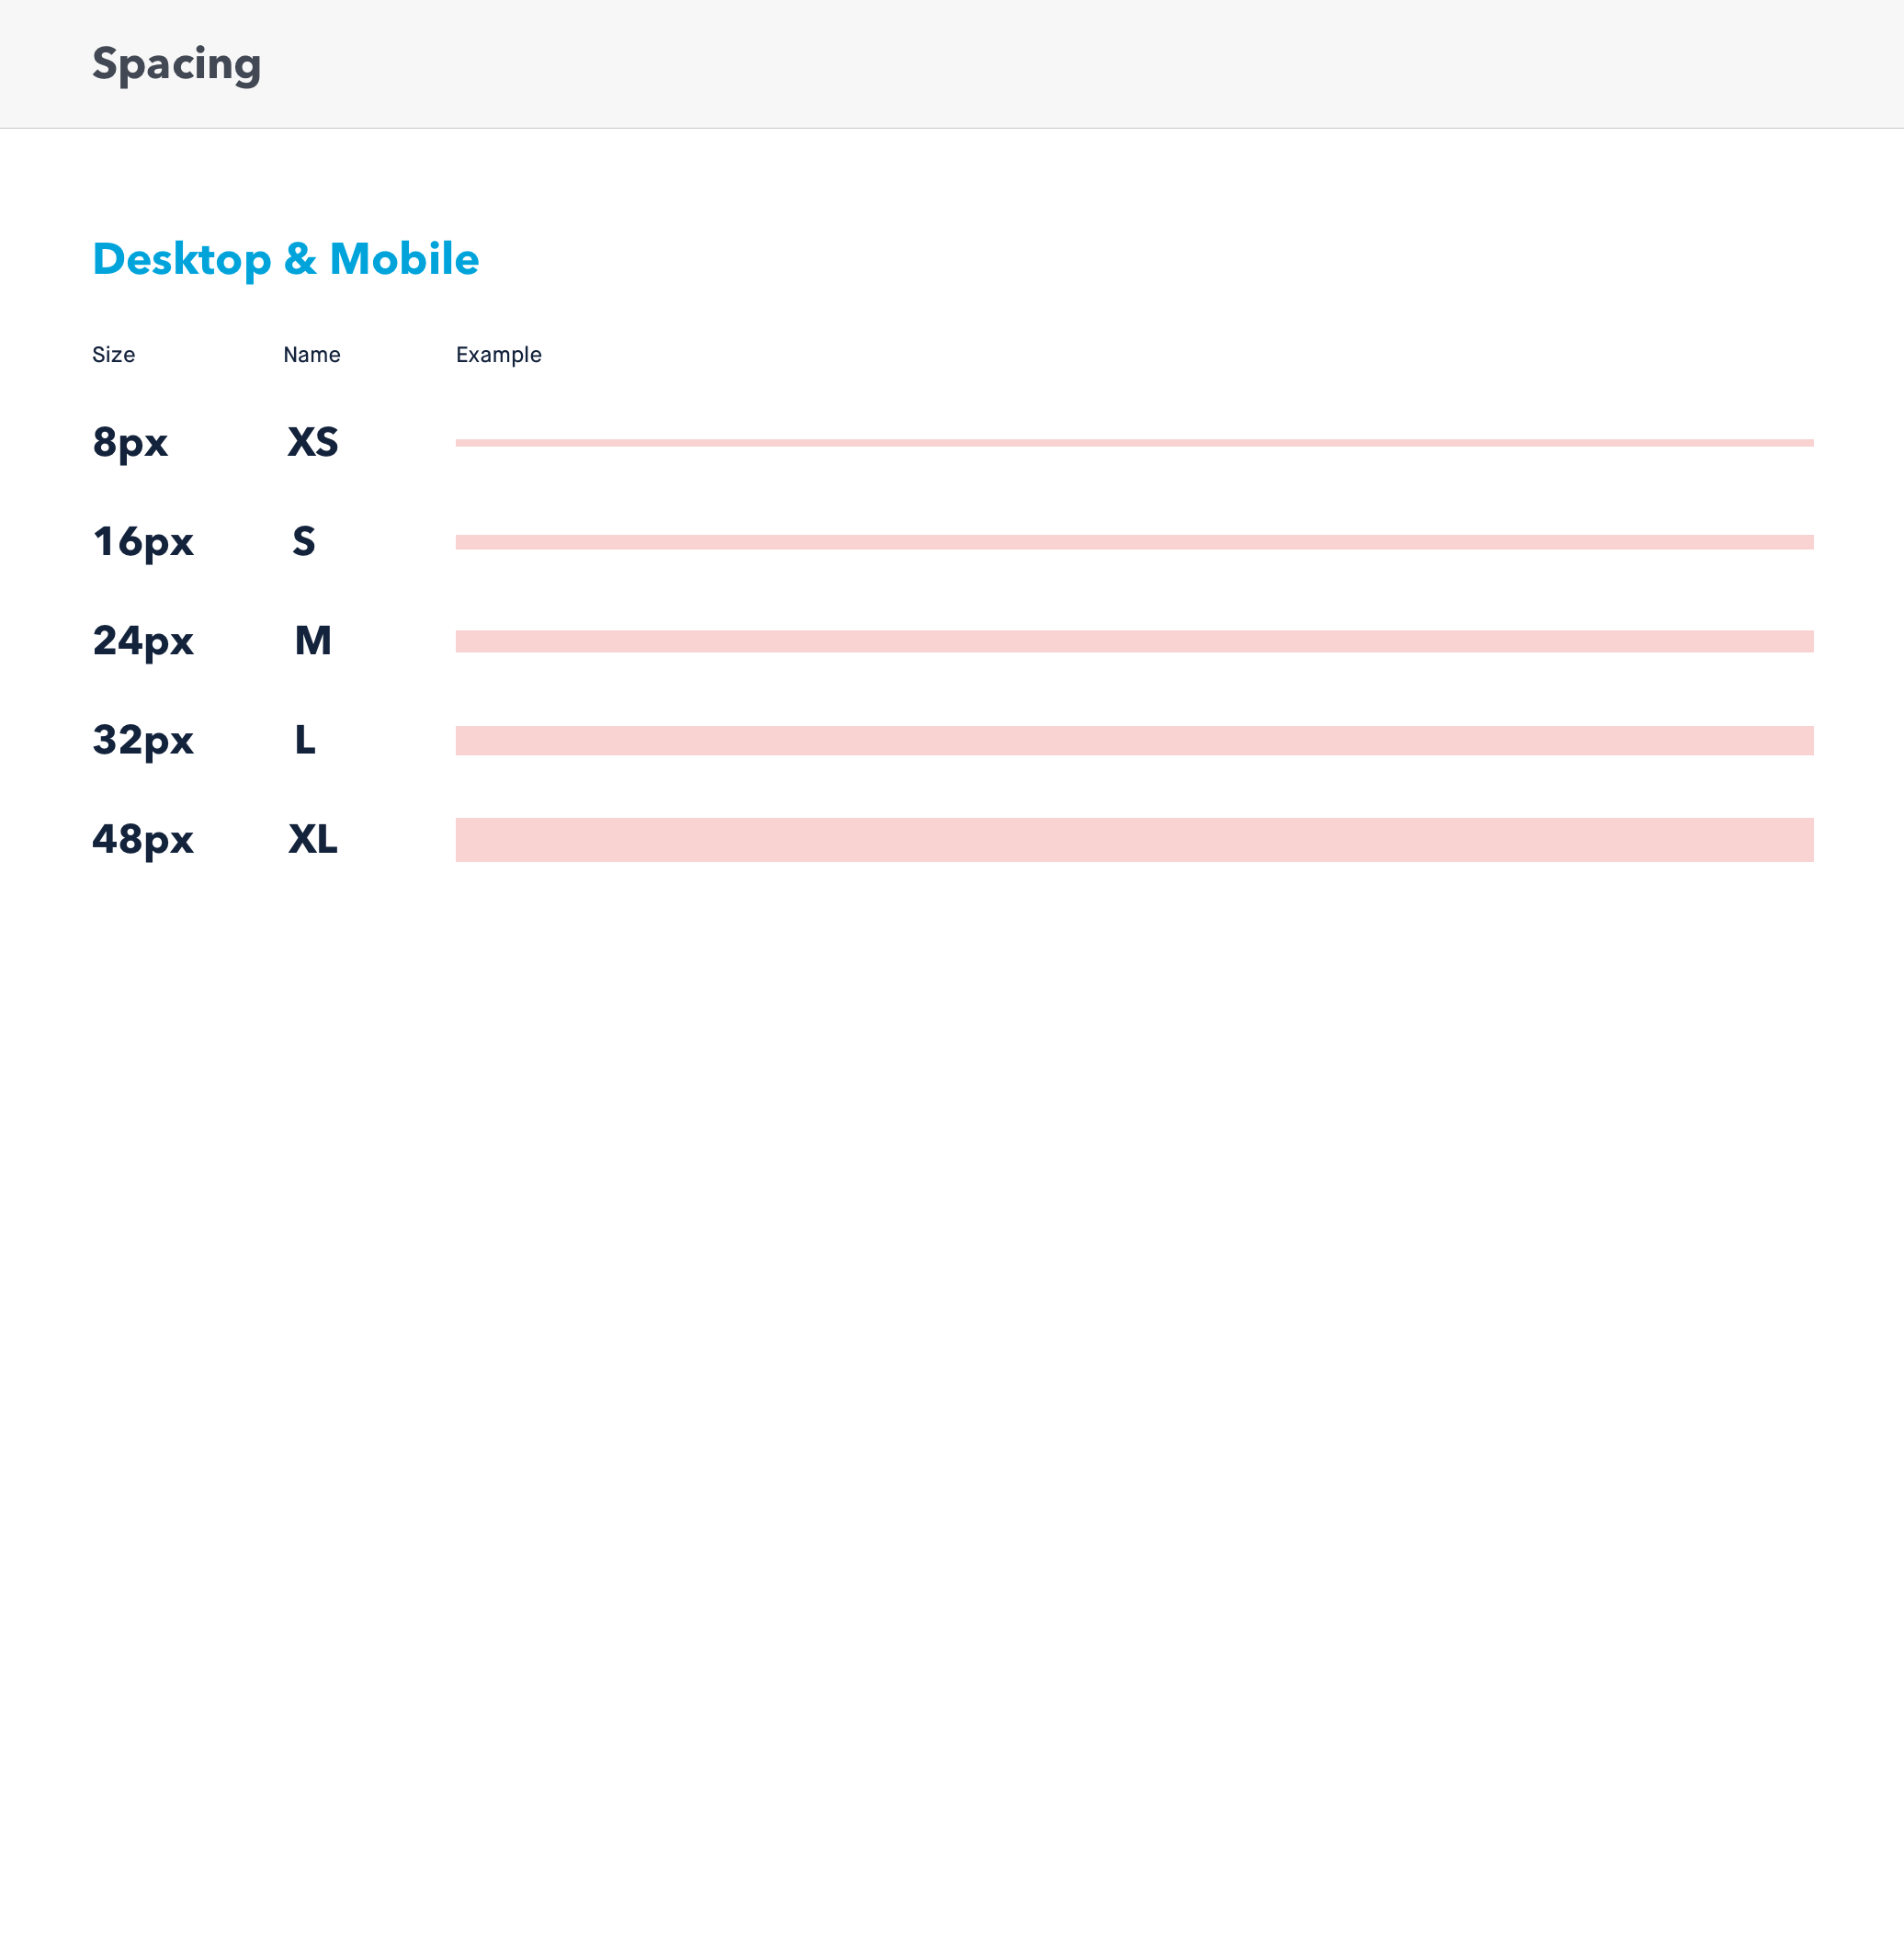 Spacing
Desktop & Mobile
Size Name Example
8px XS
16px S
24px M
32px L
48px XL